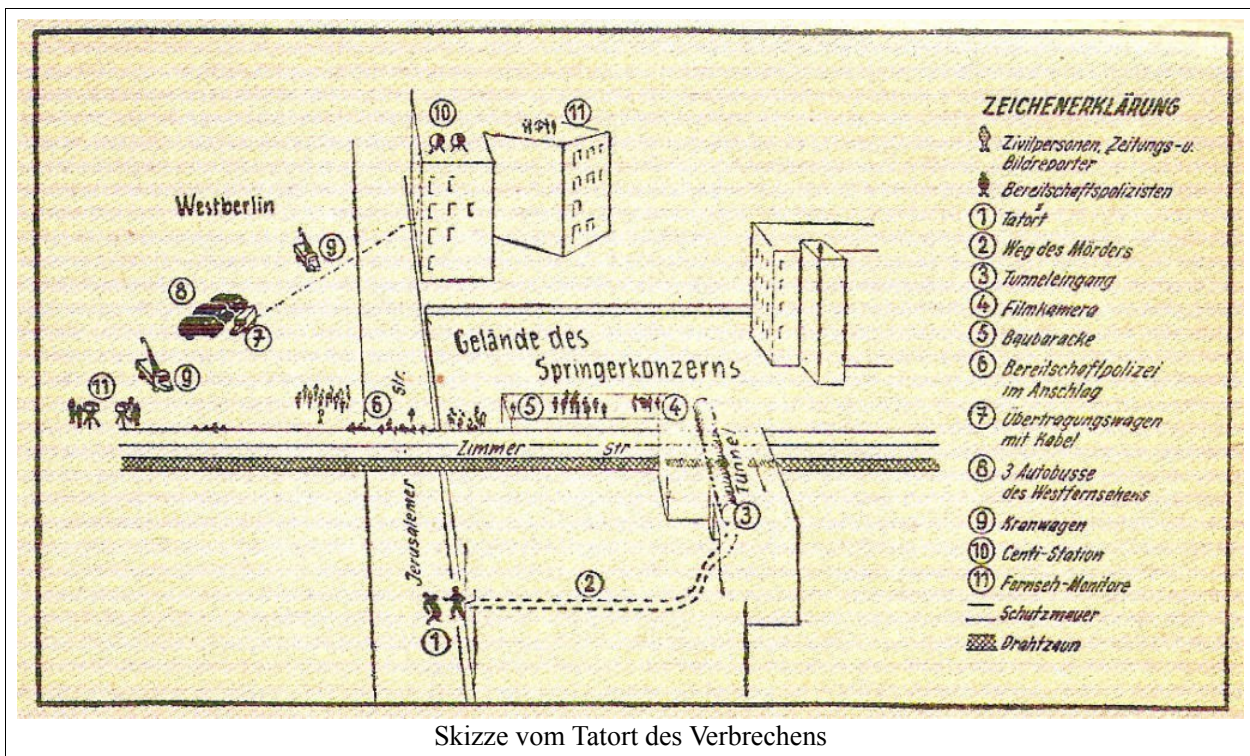 10
11
Westberlin
9
8
7
9
11
6
Str.
Gelände des
Springerkonzerns
5
4
Zimmer Str
Tunnel
3
Jerusalemer
2
1
ZEICHENERKLÄRUNG
Zivilpersonen, Zeitungs-u.
Bildreporter
Bereitschaftspolizisten
1 Tatort
2 Weg des Mörders
3 Tunneleingang
4 Filmkamera
5 Baubaracke
6 Bereitschaftpolizei
im Anschlag
7 Übertragungswagen
mit Kabel
8 3 Autobusse
des Westfernsehens
9 Kranwagen
10 Centi-Station
11 Fernseh-Monitore
Schutzmauer
Drahtzaun
Skizze vom Tatort des Verbrechens